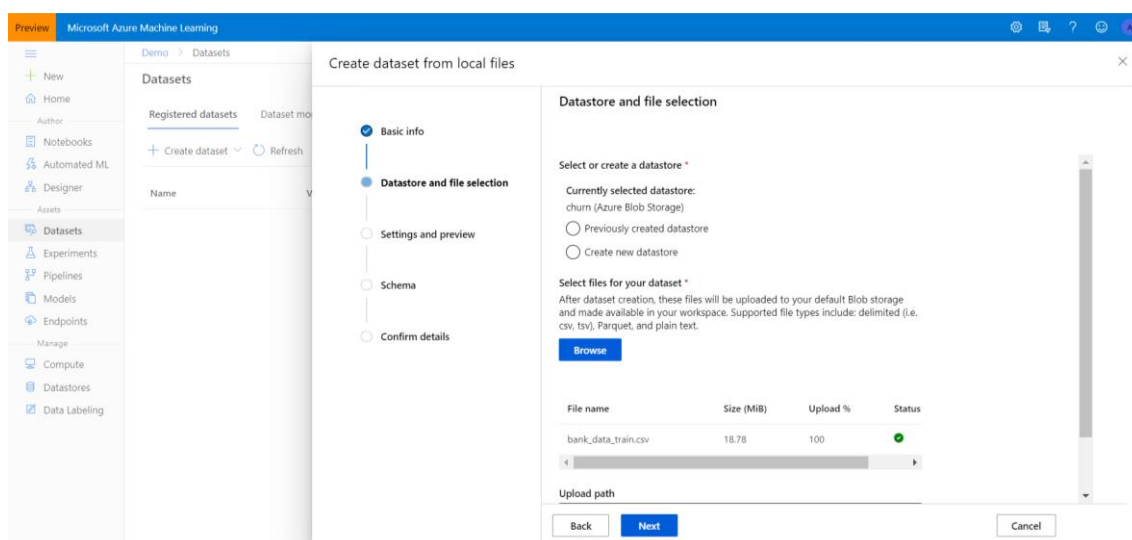 Preview
Microsoft Azure Machine Learning
New
Home
Author
Notebooks
Automated ML
Designer
Assets
Datasets
Experiments
Pipelines
Models
Endpoints
Manage
Compute
Datastores
Data Labeling
Demo > Datasets
Datasets
Registered datasets
Dataset mo
Create dataset
Refresh
Name
V
Create dataset from local files
Basic info
Datastore and file selection
Settings and preview
Schema
Confirm details
Datastore and file selection
Select or create a datastore *
Currently selected datastore:
churn (Azure Blob Storage)
Previously created datastore
Create new datastore
Select files for your dataset *
After dataset creation, these files will be uploaded to your default Blob storage
and made available in your workspace. Supported file types include: delimited (i.e.
csv, tsv), Parquet, and plain text.
Browse
File name Size (MiB) Upload % Status
bank_data_train.csv 18.78 100
Upload path
Back
Next
Cancel